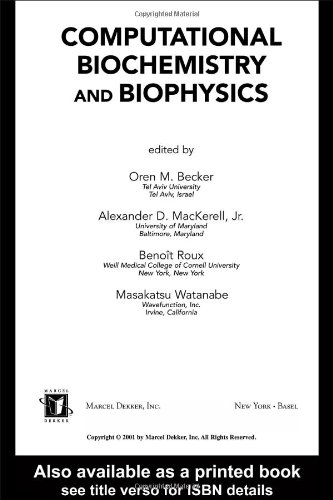 COMPUTATIONAL
BIOCHEMISTRY
AND BIOPHYSICS
edited by
Oren M. Becker
Tel Aviv University
Tel Aviv, Israel
Alexander D. MacKerell, Jr.
University of Maryland
Baltimore, Maryland
Benoît Roux
Weill Medical College of Cornell University
New York, New York
Masakatsu Watanabe
Wavefunction, Inc.
Irvine, California
MARCEL
DEKKER
MARCEL DEKKER, INC. NEW YORK · BASEL
Copyright © 2001 by Marcel Dekker, Inc. All Rights Reserved.
Also available as a printed book
see title verso for ISBN details